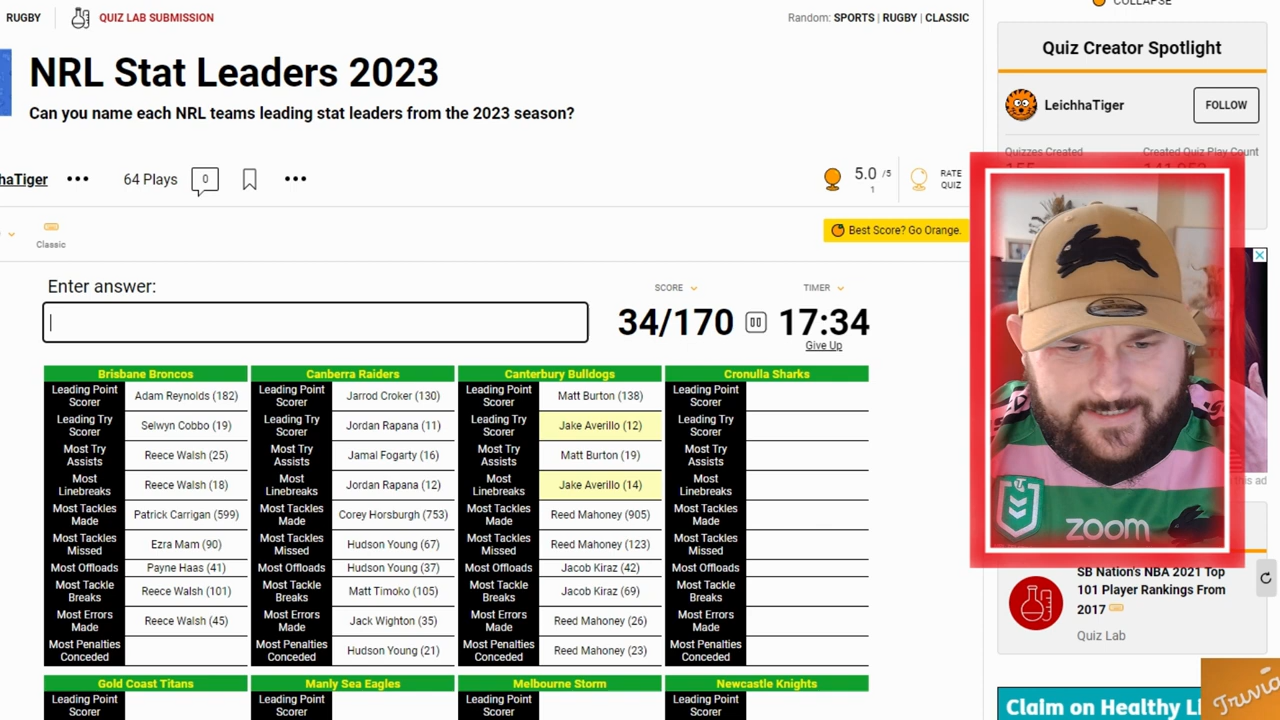 RUGBY
QUIZ LAB SUBMISSION
Random: SPORTS | RUGBY | CLASSIC
COLLAPSE
NRL Stat Leaders 2023
Can you name each NRL teams leading stat leaders from the 2023 season?
Quiz Creator Spotlight
LeichhaTiger
FOLLOW
Quizzes Created
Created Quiz Play Count
haTiger
64 Plays
0
5.0 /5
1
RATE
QUIZ
Classic
Best Score? Go Orange.
Enter answer:
SCORE
TIMER
34/170
17:34
Give Up
Brisbane Broncos
Leading Point Scorer Adam Reynolds (182)
Leading Try Scorer Selwyn Cobbo (19)
Most Try Assists Reece Walsh (25)
Most Linebreaks Reece Walsh (18)
Most Tackles Made Patrick Carrigan (599)
Most Tackles Missed Ezra Mam (90)
Most Offloads Payne Haas (41)
Most Tackle Breaks Reece Walsh (101)
Most Errors Made Reece Walsh (45)
Most Penalties Conceded
Canberra Raiders
Leading Point Scorer Jarrod Croker (130)
Leading Try Scorer Jordan Rapana (11)
Most Try Assists Jamal Fogarty (16)
Most Linebreaks Jordan Rapana (12)
Most Tackles Made Corey Horsburgh (753)
Most Tackles Missed Hudson Young (67)
Most Offloads Hudson Young (37)
Most Tackle Breaks Matt Timoko (105)
Most Errors Made Jack Wighton (35)
Most Penalties Conceded Hudson Young (21)
Canterbury Bulldogs
Leading Point Scorer Matt Burton (138)
Leading Try Scorer Jake Averillo (12)
Most Try Assists Matt Burton (19)
Most Linebreaks Jake Averillo (14)
Most Tackles Made Reed Mahoney (905)
Most Tackles Missed Reed Mahoney (123)
Most Offloads Jacob Kiraz (42)
Most Tackle Breaks Jacob Kiraz (69)
Most Errors Made Reed Mahoney (26)
Most Penalties Conceded Reed Mahoney (23)
Cronulla Sharks
Leading Point Scorer
Leading Try Scorer
Most Try Assists
Most Linebreaks
Most Tackles Made
Most Tackles Missed
Most Offloads
Most Tackle Breaks
Most Errors Made
Most Penalties Conceded
Gold Coast Titans
Leading Point Scorer
Manly Sea Eagles
Leading Point Scorer
Melbourne Storm
Leading Point Scorer
Newcastle Knights
Leading Point Scorer
zoom
this ad
SB Nation's NBA 2021 Top
101 Player Rankings From
2017
Quiz Lab
Claim on Healthy Li
Trivia